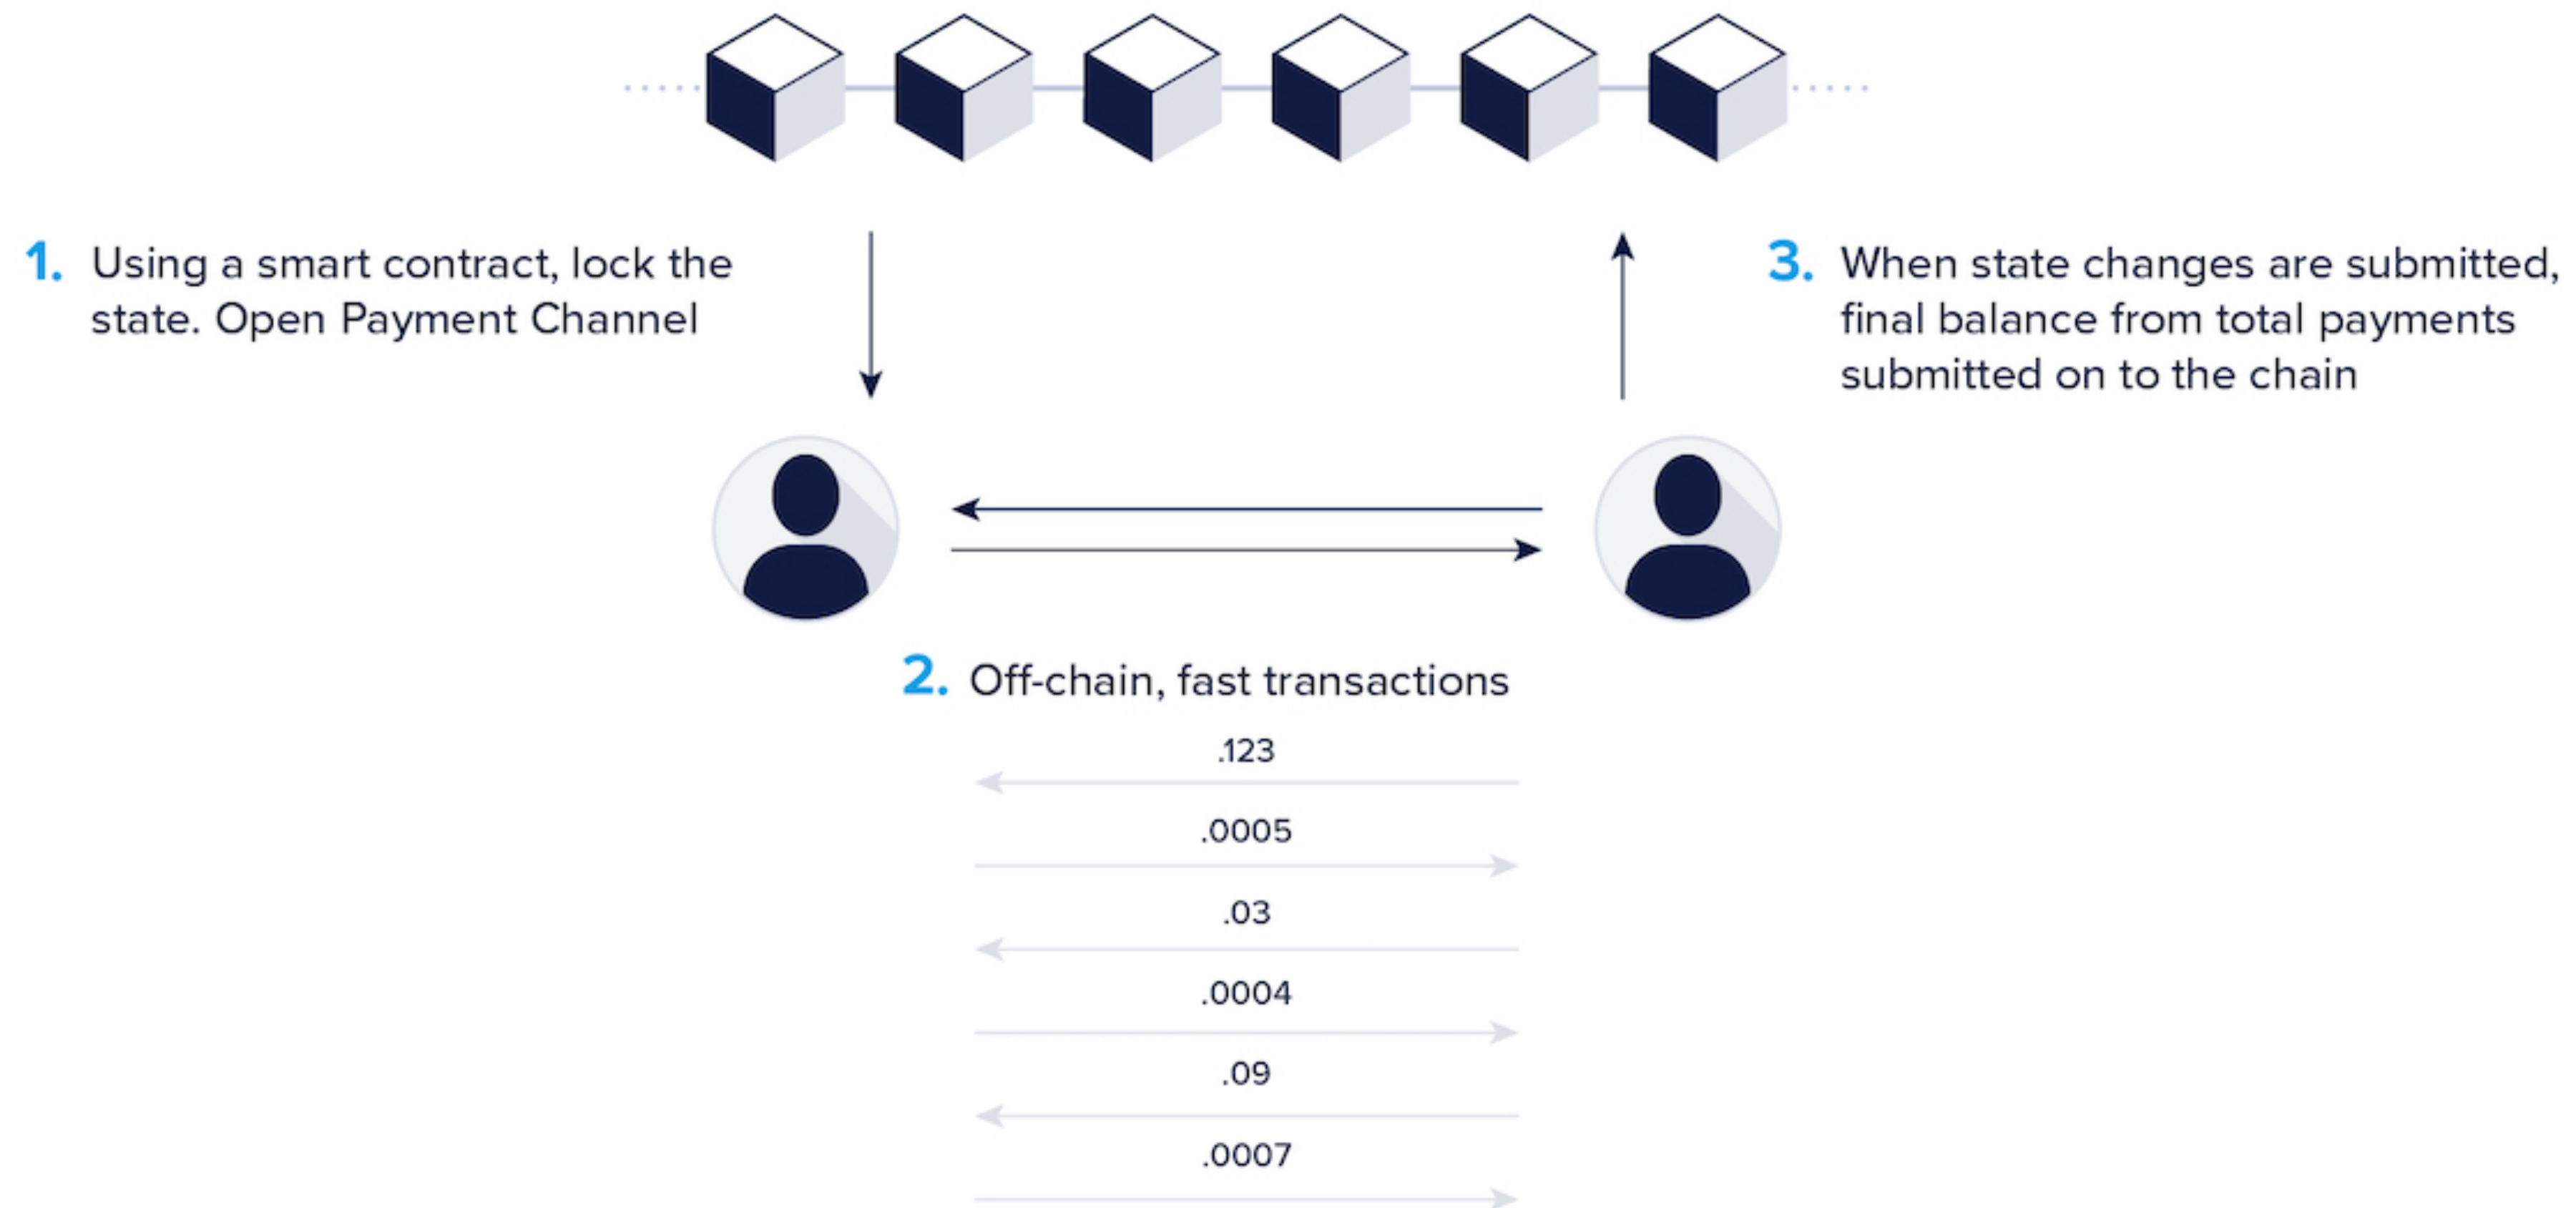 1. Using a smart contract, lock the
state. Open Payment Channel
3. When state changes are submitted,
final balance from total payments
submitted on to the chain
2. Off-chain, fast transactions
.123
.0005
.03
.0004
.09
.0007